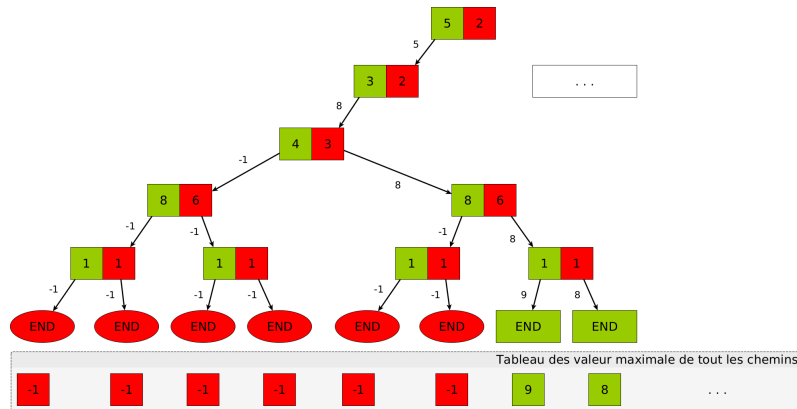 5 2
5
3 2
. . .
8
4 3
-1 8
8 6 8 6
-1 -1 -1 8
1 1 1 1 1 1 1 1
-1 -1 -1 -1 -1 -1 9 8
END END END END END END END END
Tableau des valeur maximale de tout les chemins
-1 -1 -1 -1 -1 -1 9 8 . . .